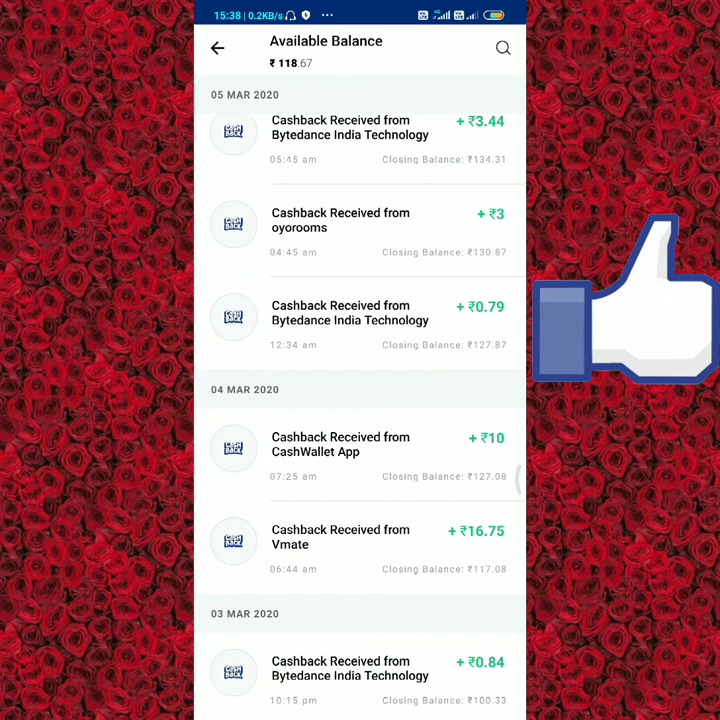 15:38 | 0.2KB/s
Available Balance
₹ 118.67
05 MAR 2020
Cashback Received from
Bytedance India Technology
+ ₹3.44
05:45 am
Closing Balance: ₹134.31
Cashback Received from
oyorooms
+ ₹3
04:45 am
Closing Balance: ₹130.87
Cashback Received from
Bytedance India Technology
+ ₹0.79
12:34 am
Closing Balance: ₹127.87
04 MAR 2020
Cashback Received from
CashWallet App
+ ₹10
07:25 am
Closing Balance: ₹127.08
Cashback Received from
Vmate
+ ₹16.75
06:44 am
Closing Balance: ₹117.08
03 MAR 2020
Cashback Received from
Bytedance India Technology
+ ₹0.84
10:15 pm
Closing Balance: ₹100.33